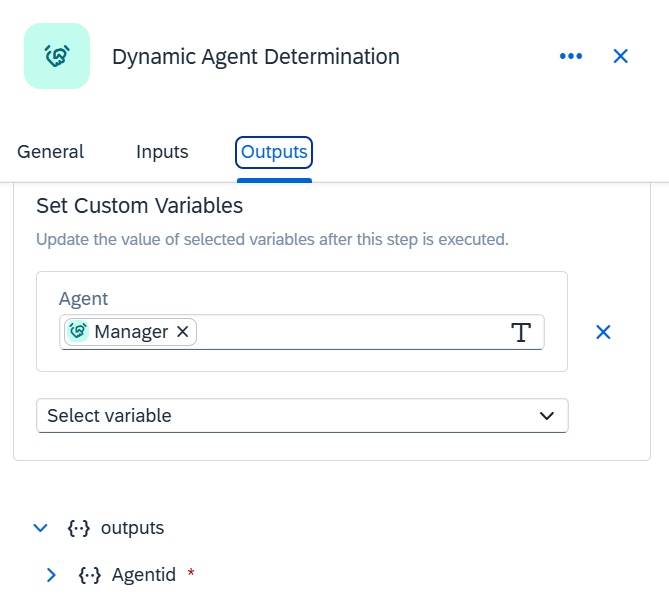 Dynamic Agent Determination
General Inputs Outputs
Set Custom Variables
Update the value of selected variables after this step is executed.
Agent
Manager
Select variable
outputs
Agentid *